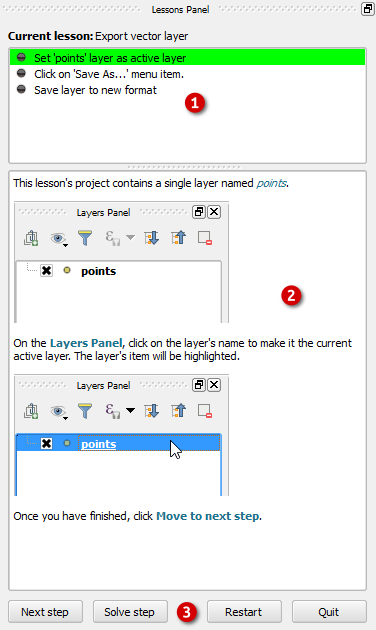 Lessons Panel
Current lesson: Export vector layer
Set 'points' layer as active layer
Click on 'Save As...' menu item.
Save layer to new format
1
This lesson's project contains a single layer named points.
Layers Panel
points
2
On the Layers Panel, click on the layer's name to make it the current
active layer. The layer's item will be highlighted.
Layers Panel
points
Once you have finished, click Move to next step.
Next step
Solve step
3
Restart
Quit